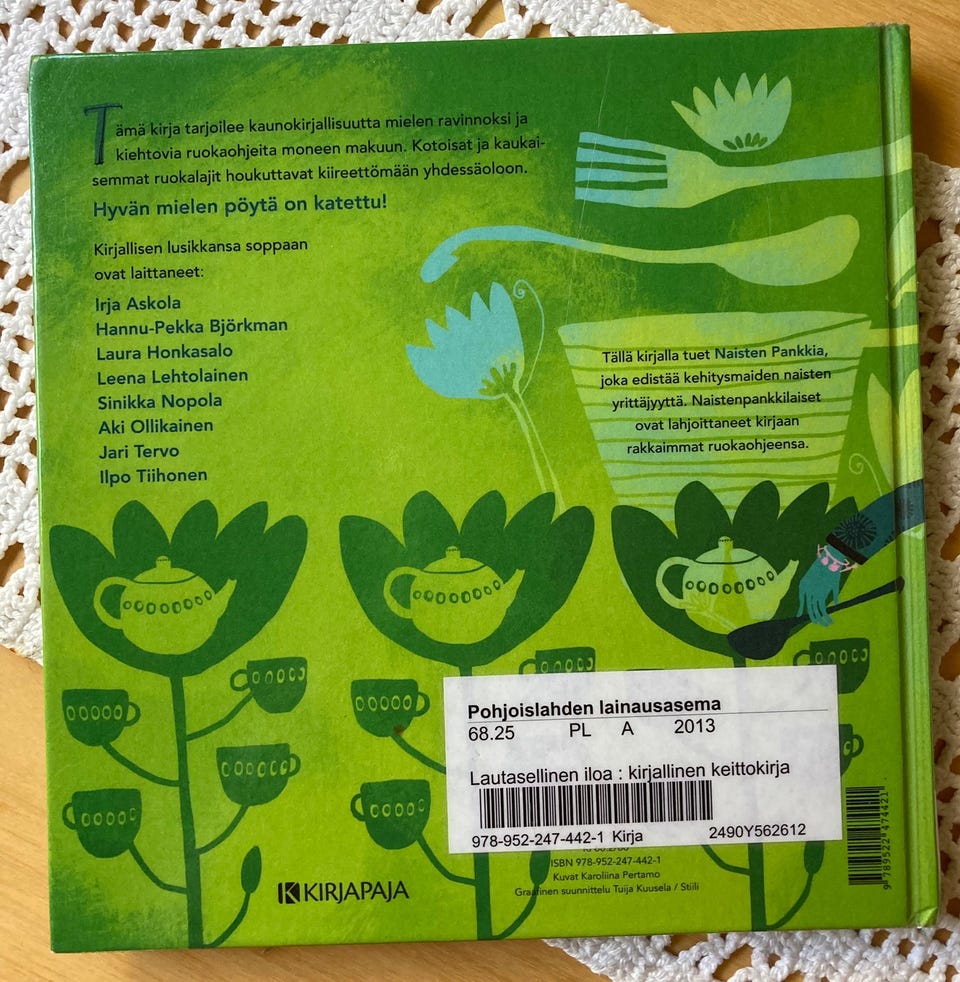 Tämä kirja tarjoilee kaunokirjallisuutta mielen ravinnoksi ja
kiehtovia ruokaohjeita moneen makuun. Kotoisat ja kaukai-
semmat ruokalajit houkuttavat kiireettömään yhdessäoloon.
Hyvän mielen pöytä on katettu!
Kirjallisen lusikkansa soppaan
ovat laittaneet:
Irja Askola
Hannu-Pekka Björkman
Laura Honkasalo
Leena Lehtolainen
Sinikka Nopola
Aki Ollikainen
Jari Tervo
Ilpo Tiihonen
Tällä kirjalla tuet Naisten Pankkia,
joka edistää kehitysmaiden naisten
yrittäjyyttä. Naistenpankkilaiset
ovat lahjoittaneet kirjaan
rakkaimmat ruokaohjeensa.
Pohjoislahden lainausasema
68.25 PL A 2013
Lautasellinen iloa : kirjallinen keittokirja
978-952-247-442-1 Kirja 2490Y562612
ISBN 978-952-247-442-1
Kuvat Karoliina Pertamo
Graafinen suunnittelu Tuija Kuusela / Stiili
KIRJAPAJA
9 789522 474421